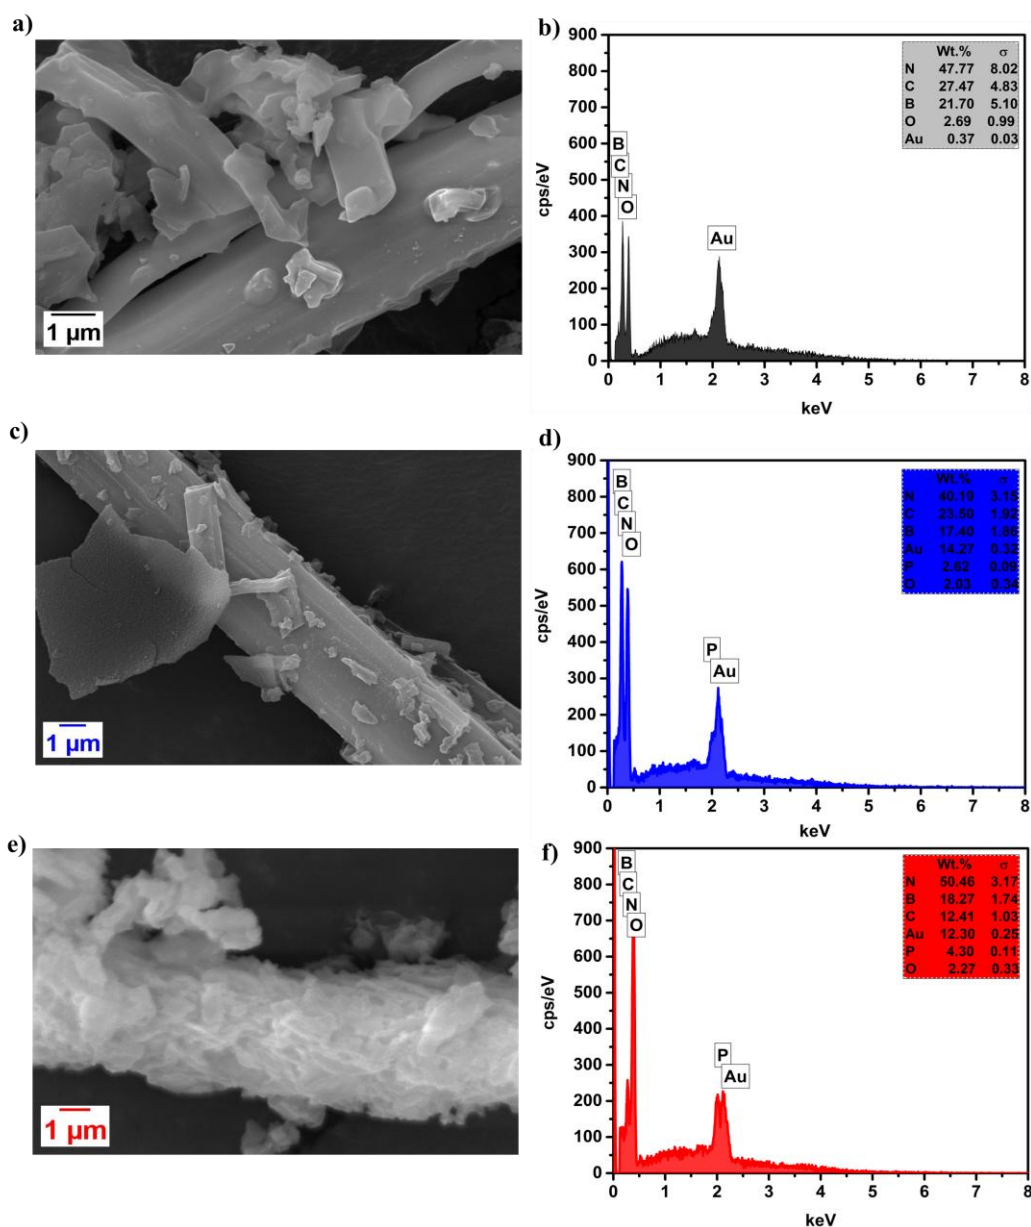 a)
1 µm
b)
900
800
700
600
500
400
300
200
100
0
cps/eV
Wt.% σ
N 47.77 8.02
C 27.47 4.83
B 21.70 5.10
O 2.69 0.99
Au 0.37 0.03
B
C
N
O
Au
0 1 2 3 4 5 6 7 8
keV
c)
1 µm
d)
900
800
700
600
500
400
300
200
100
0
cps/eV
Wt.% σ
N 40.19 3.15
C 23.50 1.92
B 17.40 1.86
Au 14.27 0.32
P 2.62 0.09
O 2.03 0.34
B
C
N
O
P
Au
0 1 2 3 4 5 6 7 8
keV
e)
1 µm
f)
900
800
700
600
500
400
300
200
100
0
cps/eV
Wt.% σ
N 50.46 3.17
B 18.27 1.74
C 12.41 1.03
Au 12.30 0.25
P 4.30 0.11
O 2.27 0.33
B
C
N
O
P
Au
0 1 2 3 4 5 6 7 8
keV